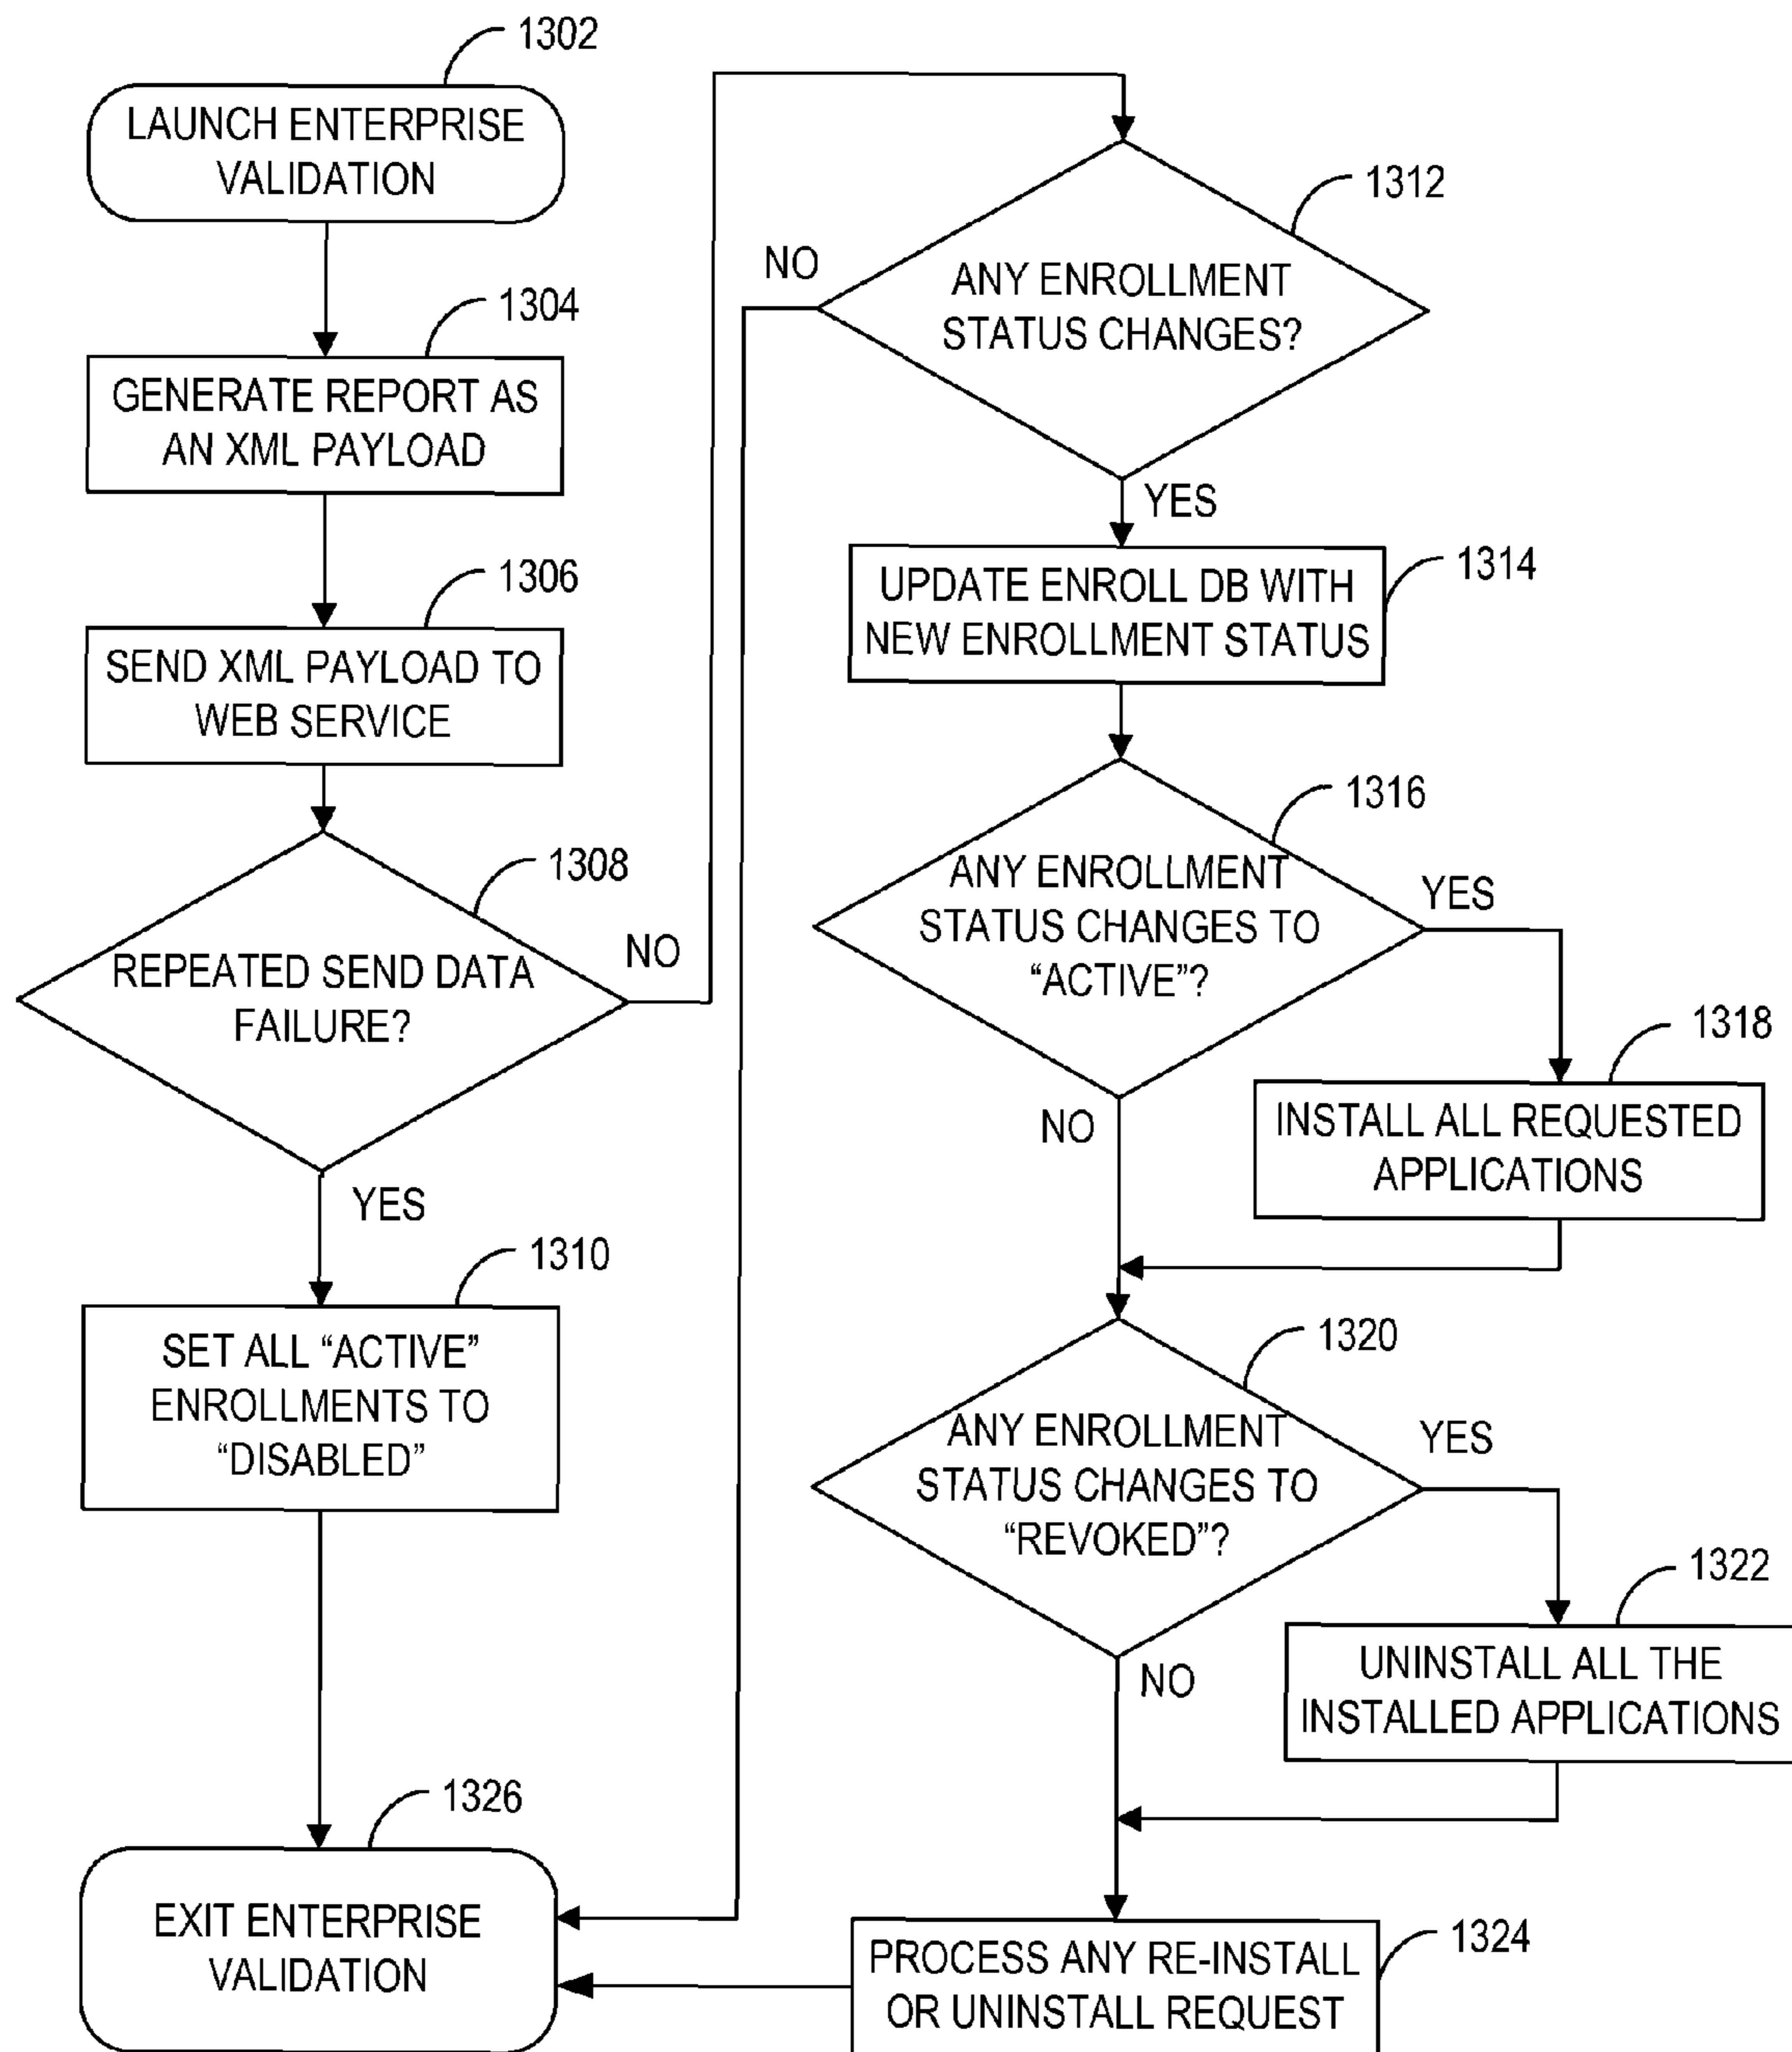 1302
LAUNCH ENTERPRISE
VALIDATION
1304
GENERATE REPORT AS
AN XML PAYLOAD
1306
SEND XML PAYLOAD TO
WEB SERVICE
1308
REPEATED SEND DATA
FAILURE?
NO
YES
1310
SET ALL “ACTIVE”
ENROLLMENTS TO
“DISABLED”
1326
EXIT ENTERPRISE
VALIDATION
1312
NO
ANY ENROLLMENT
STATUS CHANGES?
YES
1314
UPDATE ENROLL DB WITH
NEW ENROLLMENT STATUS
1316
ANY ENROLLMENT
STATUS CHANGES TO
“ACTIVE”?
YES
NO
1318
INSTALL ALL REQUESTED
APPLICATIONS
1320
ANY ENROLLMENT
STATUS CHANGES TO
“REVOKED”?
YES
NO
1322
UNINSTALL ALL THE
INSTALLED APPLICATIONS
1324
PROCESS ANY RE-INSTALL
OR UNINSTALL REQUEST